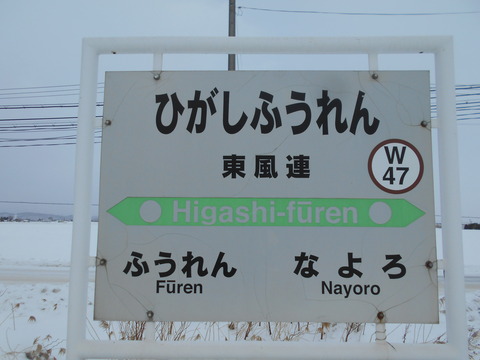 ひがしふうれん
東風連
W
47
Higashi-fūren
ふうれん なよろ
Fūren Nayoro